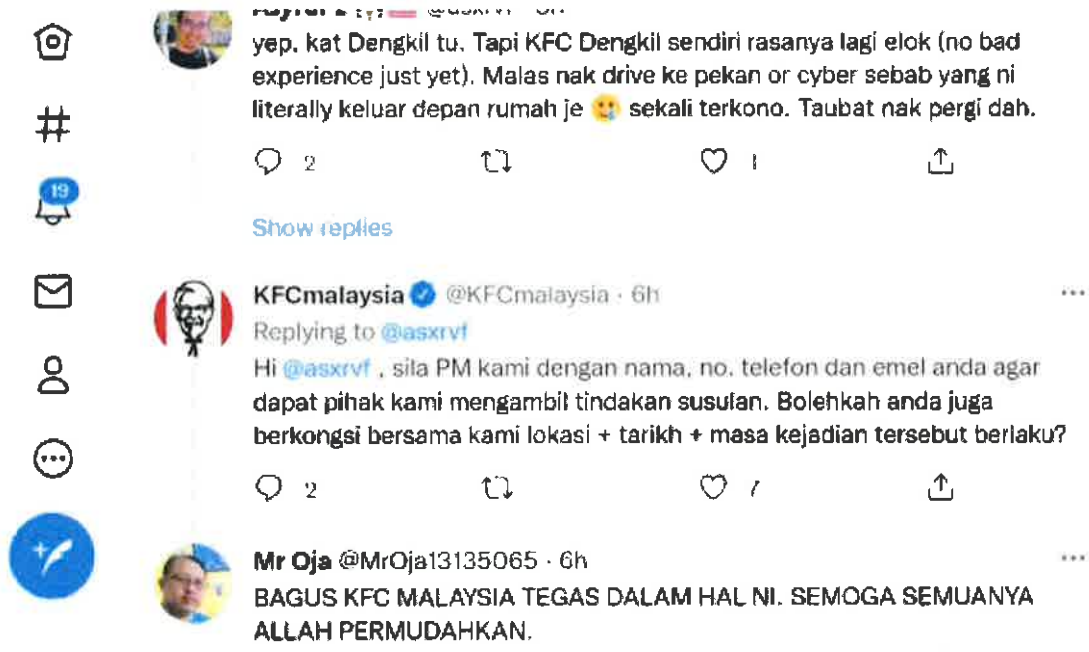 yep, kat Dengkil tu. Tapi KFC Dengkil sendiri rasanya lagi elok (no bad
experience just yet). Malas nak drive ke pekan or cyber sebab yang ni
literally keluar depan rumah je 🥲 sekali terkono. Taubat nak pergi dah.
2 1
19
Show replies
KFCmalaysia @KFCmalaysia · 6h
Replying to @asxrvf
Hi @asxrvf , sila PM kami dengan nama, no. telefon dan emel anda agar
dapat pihak kami mengambil tindakan susulan. Bolehkah anda juga
berkongsi bersama kami lokasi + tarikh + masa kejadian tersebut berlaku?
2 7
Mr Oja @MrOja13135065 · 6h
BAGUS KFC MALAYSIA TEGAS DALAM HAL NI. SEMOGA SEMUANYA
ALLAH PERMUDAHKAN.